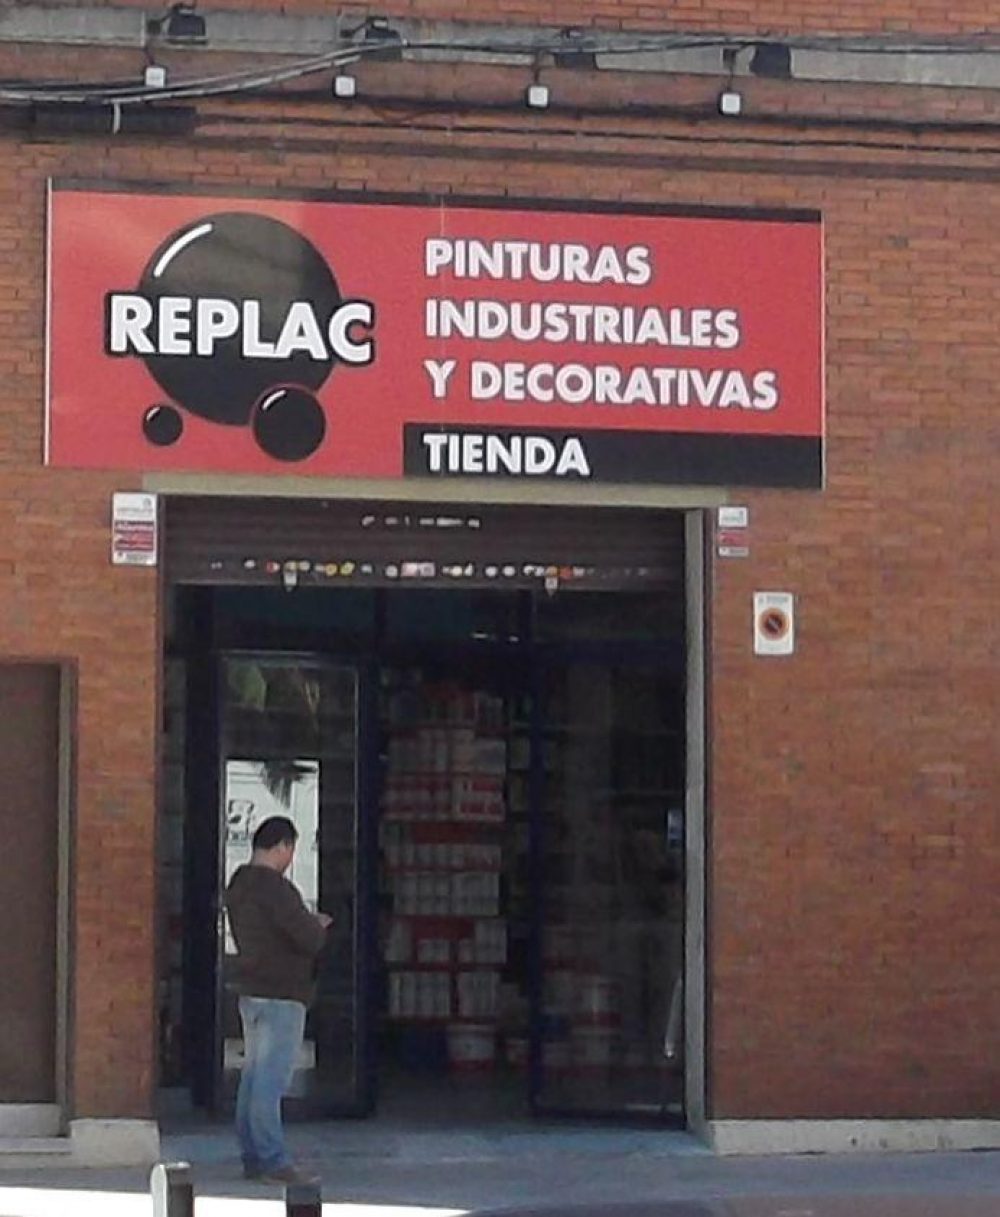 REPLAC
PINTURAS
INDUSTRIALES
Y DECORATIVAS
TIENDA